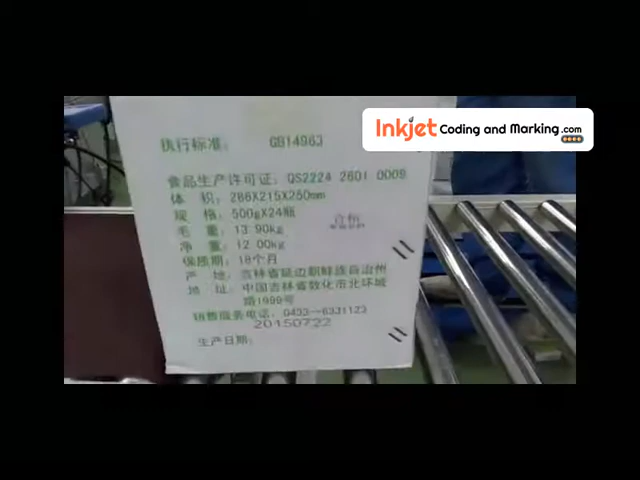 Inkjet Coding and Marking.com
执行标准: GB14963
食品生产许可证: QS2224 2601 0009
体 积: 286X215X250mm
规 格: 500gX24瓶
毛 重: 13.90kg
净 重: 12.00kg
保质期: 18个月
产 地: 吉林省延边朝鲜族自治州
地 址: 中国吉林省敦化市北环城
路1999号
销售服务电话: 0433-6331123
20150722
生产日期: